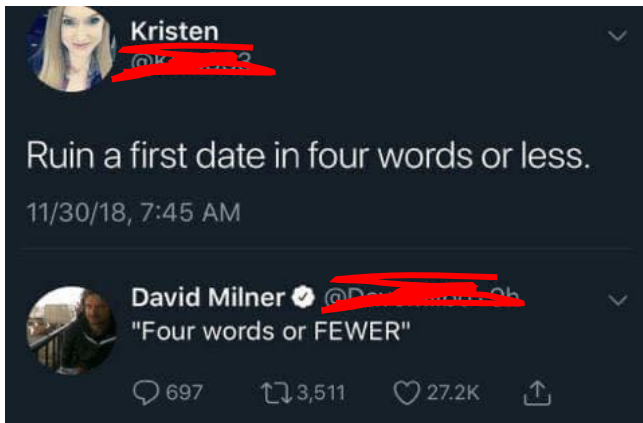 Kristen
Ruin a first date in four words or less.
11/30/18, 7:45 AM
David Milner
"Four words or FEWER"
697 3,511 27.2K